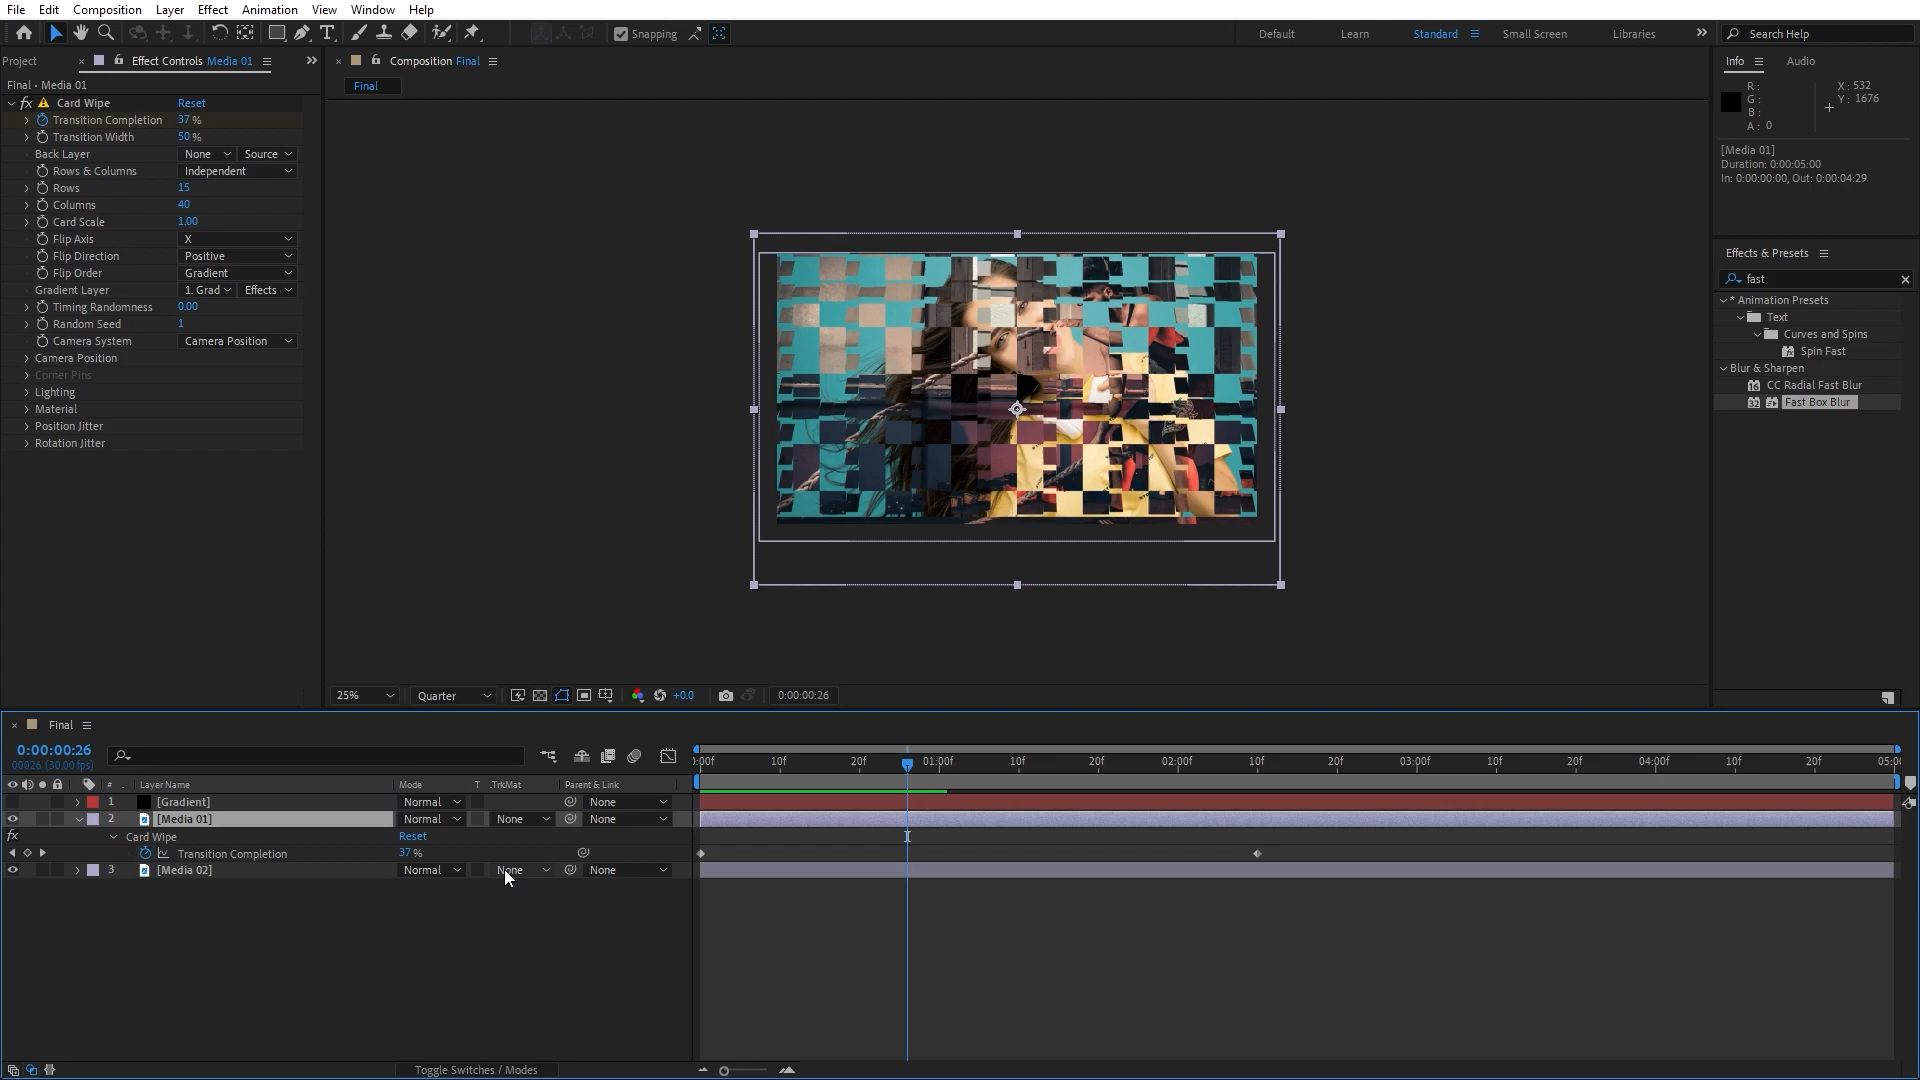 File Edit Composition Layer Effect Animation View Window Help
Snapping
Default Learn Standard Small Screen Libraries
Search Help
Project
Effect Controls Media 01
Final • Media 01
fx Card Wipe Reset
Transition Completion 37 %
Transition Width 50 %
Back Layer None Source
Rows & Columns Independent
Rows 15
Columns 40
Card Scale 1.00
Flip Axis X
Flip Direction Positive
Flip Order Gradient
Gradient Layer 1. Grad Effects
Timing Randomness 0.00
Random Seed 1
Camera System Camera Position
Camera Position
Corner Pins
Lighting
Material
Position Jitter
Rotation Jitter
Composition Final
Final
25% Quarter +0.0 0:00:00:26
Info Audio
R :
G :
B :
A : 0
X : 532
Y : 1676
[Media 01]
Duration: 0:00:05:00
In: 0:00:00:00, Out: 0:00:04:29
Effects & Presets
fast
* Animation Presets
Text
Curves and Spins
Spin Fast
Blur & Sharpen
CC Radial Fast Blur
Fast Box Blur
Final
0:00:00:26
00026 (30.00 fps)
:00f 10f 20f 01:00f 10f 20f 02:00f 10f 20f 03:00f 10f 20f 04:00f 10f 20f 05:00
# . Layer Name Mode T .TrkMat Parent & Link
1 [Gradient] Normal None
2 [Media 01] Normal None None
fx Card Wipe Reset
Transition Completion 37 %
3 [Media 02] Normal None None
Toggle Switches / Modes